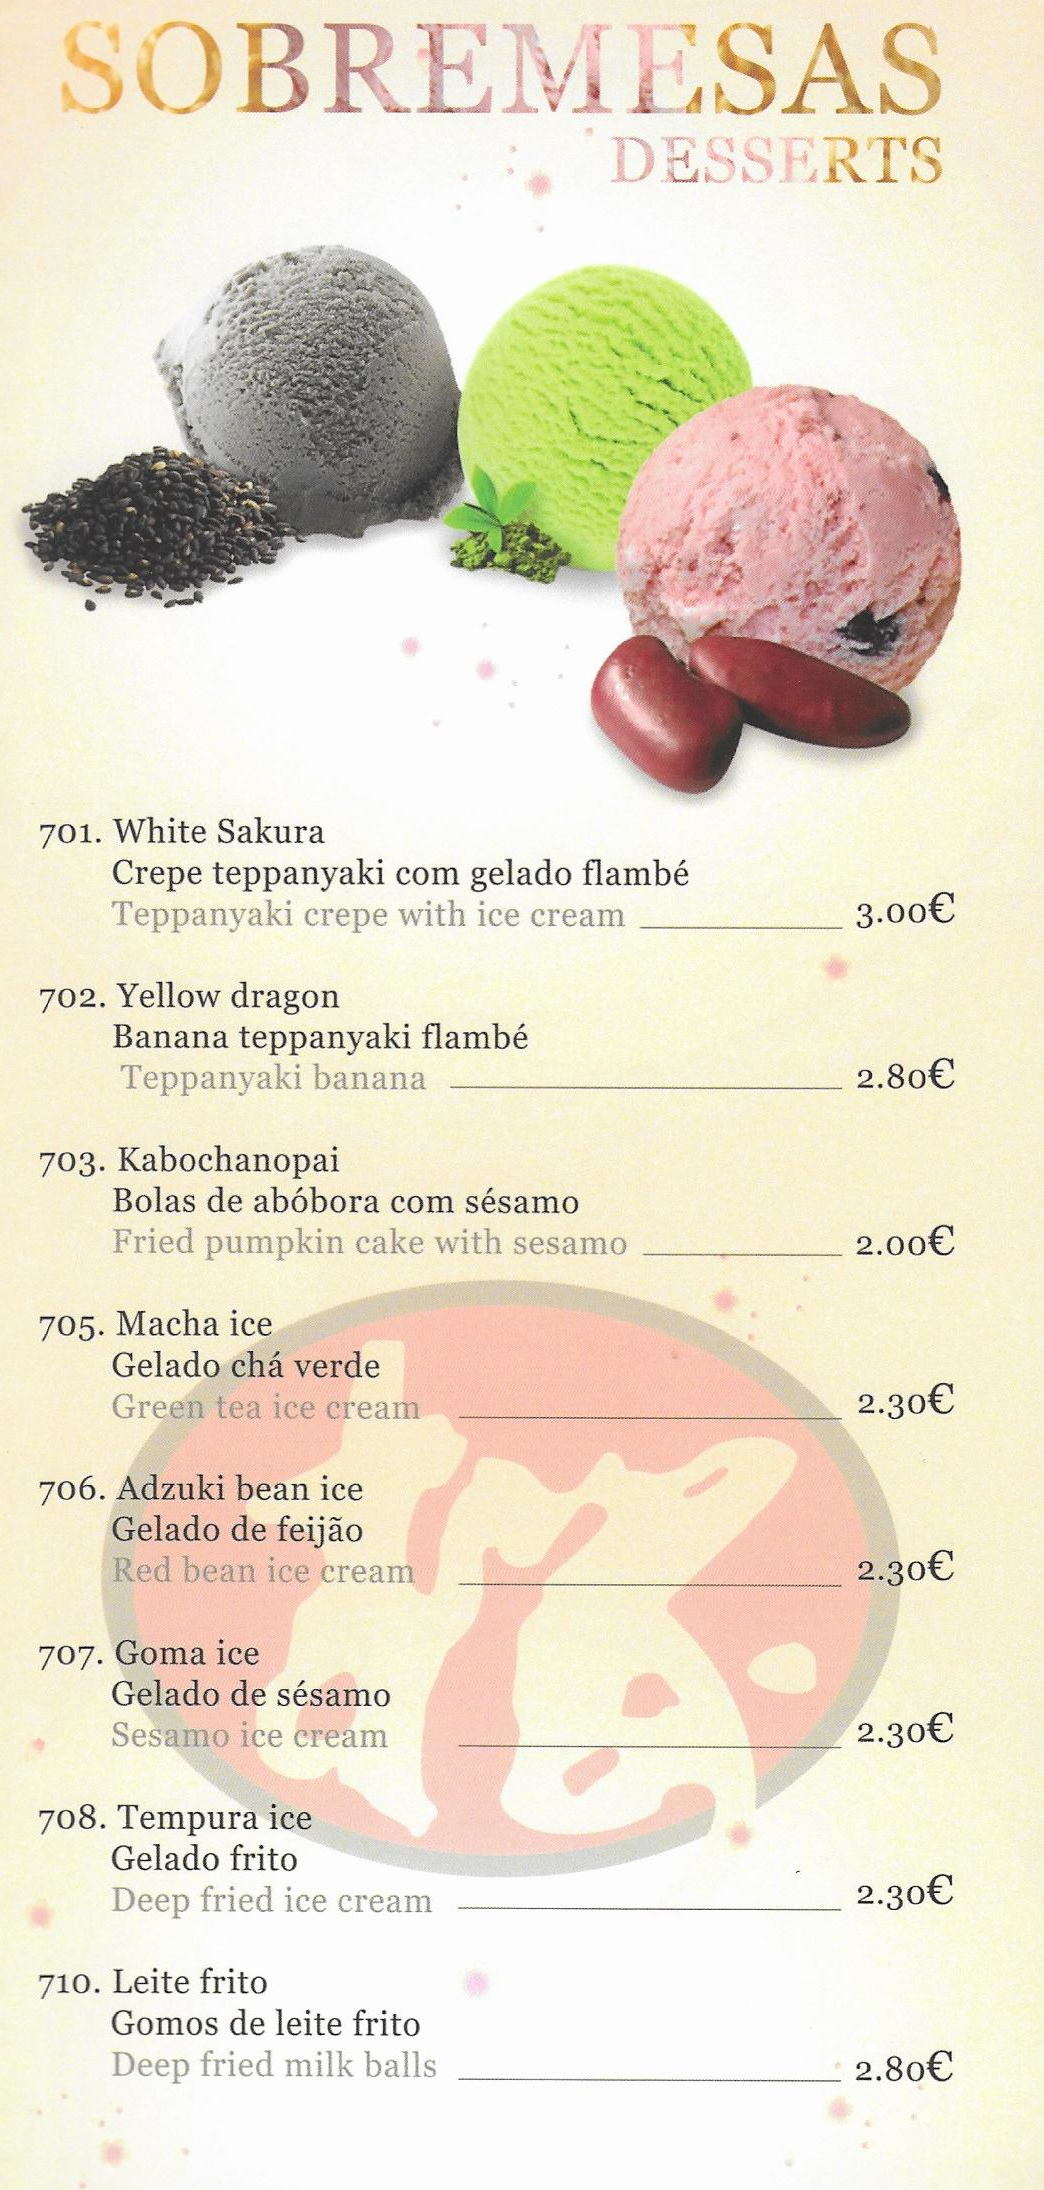 SOBREMESAS
DESSERTS
701. White Sakura
Crepe teppanyaki com gelado flambé
Teppanyaki crepe with ice cream 3.00€
702. Yellow dragon
Banana teppanyaki flambé
Teppanyaki banana 2.80€
703. Kabochanopai
Bolas de abóbora com sésamo
Fried pumpkin cake with sesamo 2.00€
705. Macha ice
Gelado chá verde
Green tea ice cream 2.30€
706. Adzuki bean ice
Gelado de feijão
Red bean ice cream 2.30€
707. Goma ice
Gelado de sésamo
Sesamo ice cream 2.30€
708. Tempura ice
Gelado frito
Deep fried ice cream 2.30€
710. Leite frito
Gomos de leite frito
Deep fried milk balls 2.80€